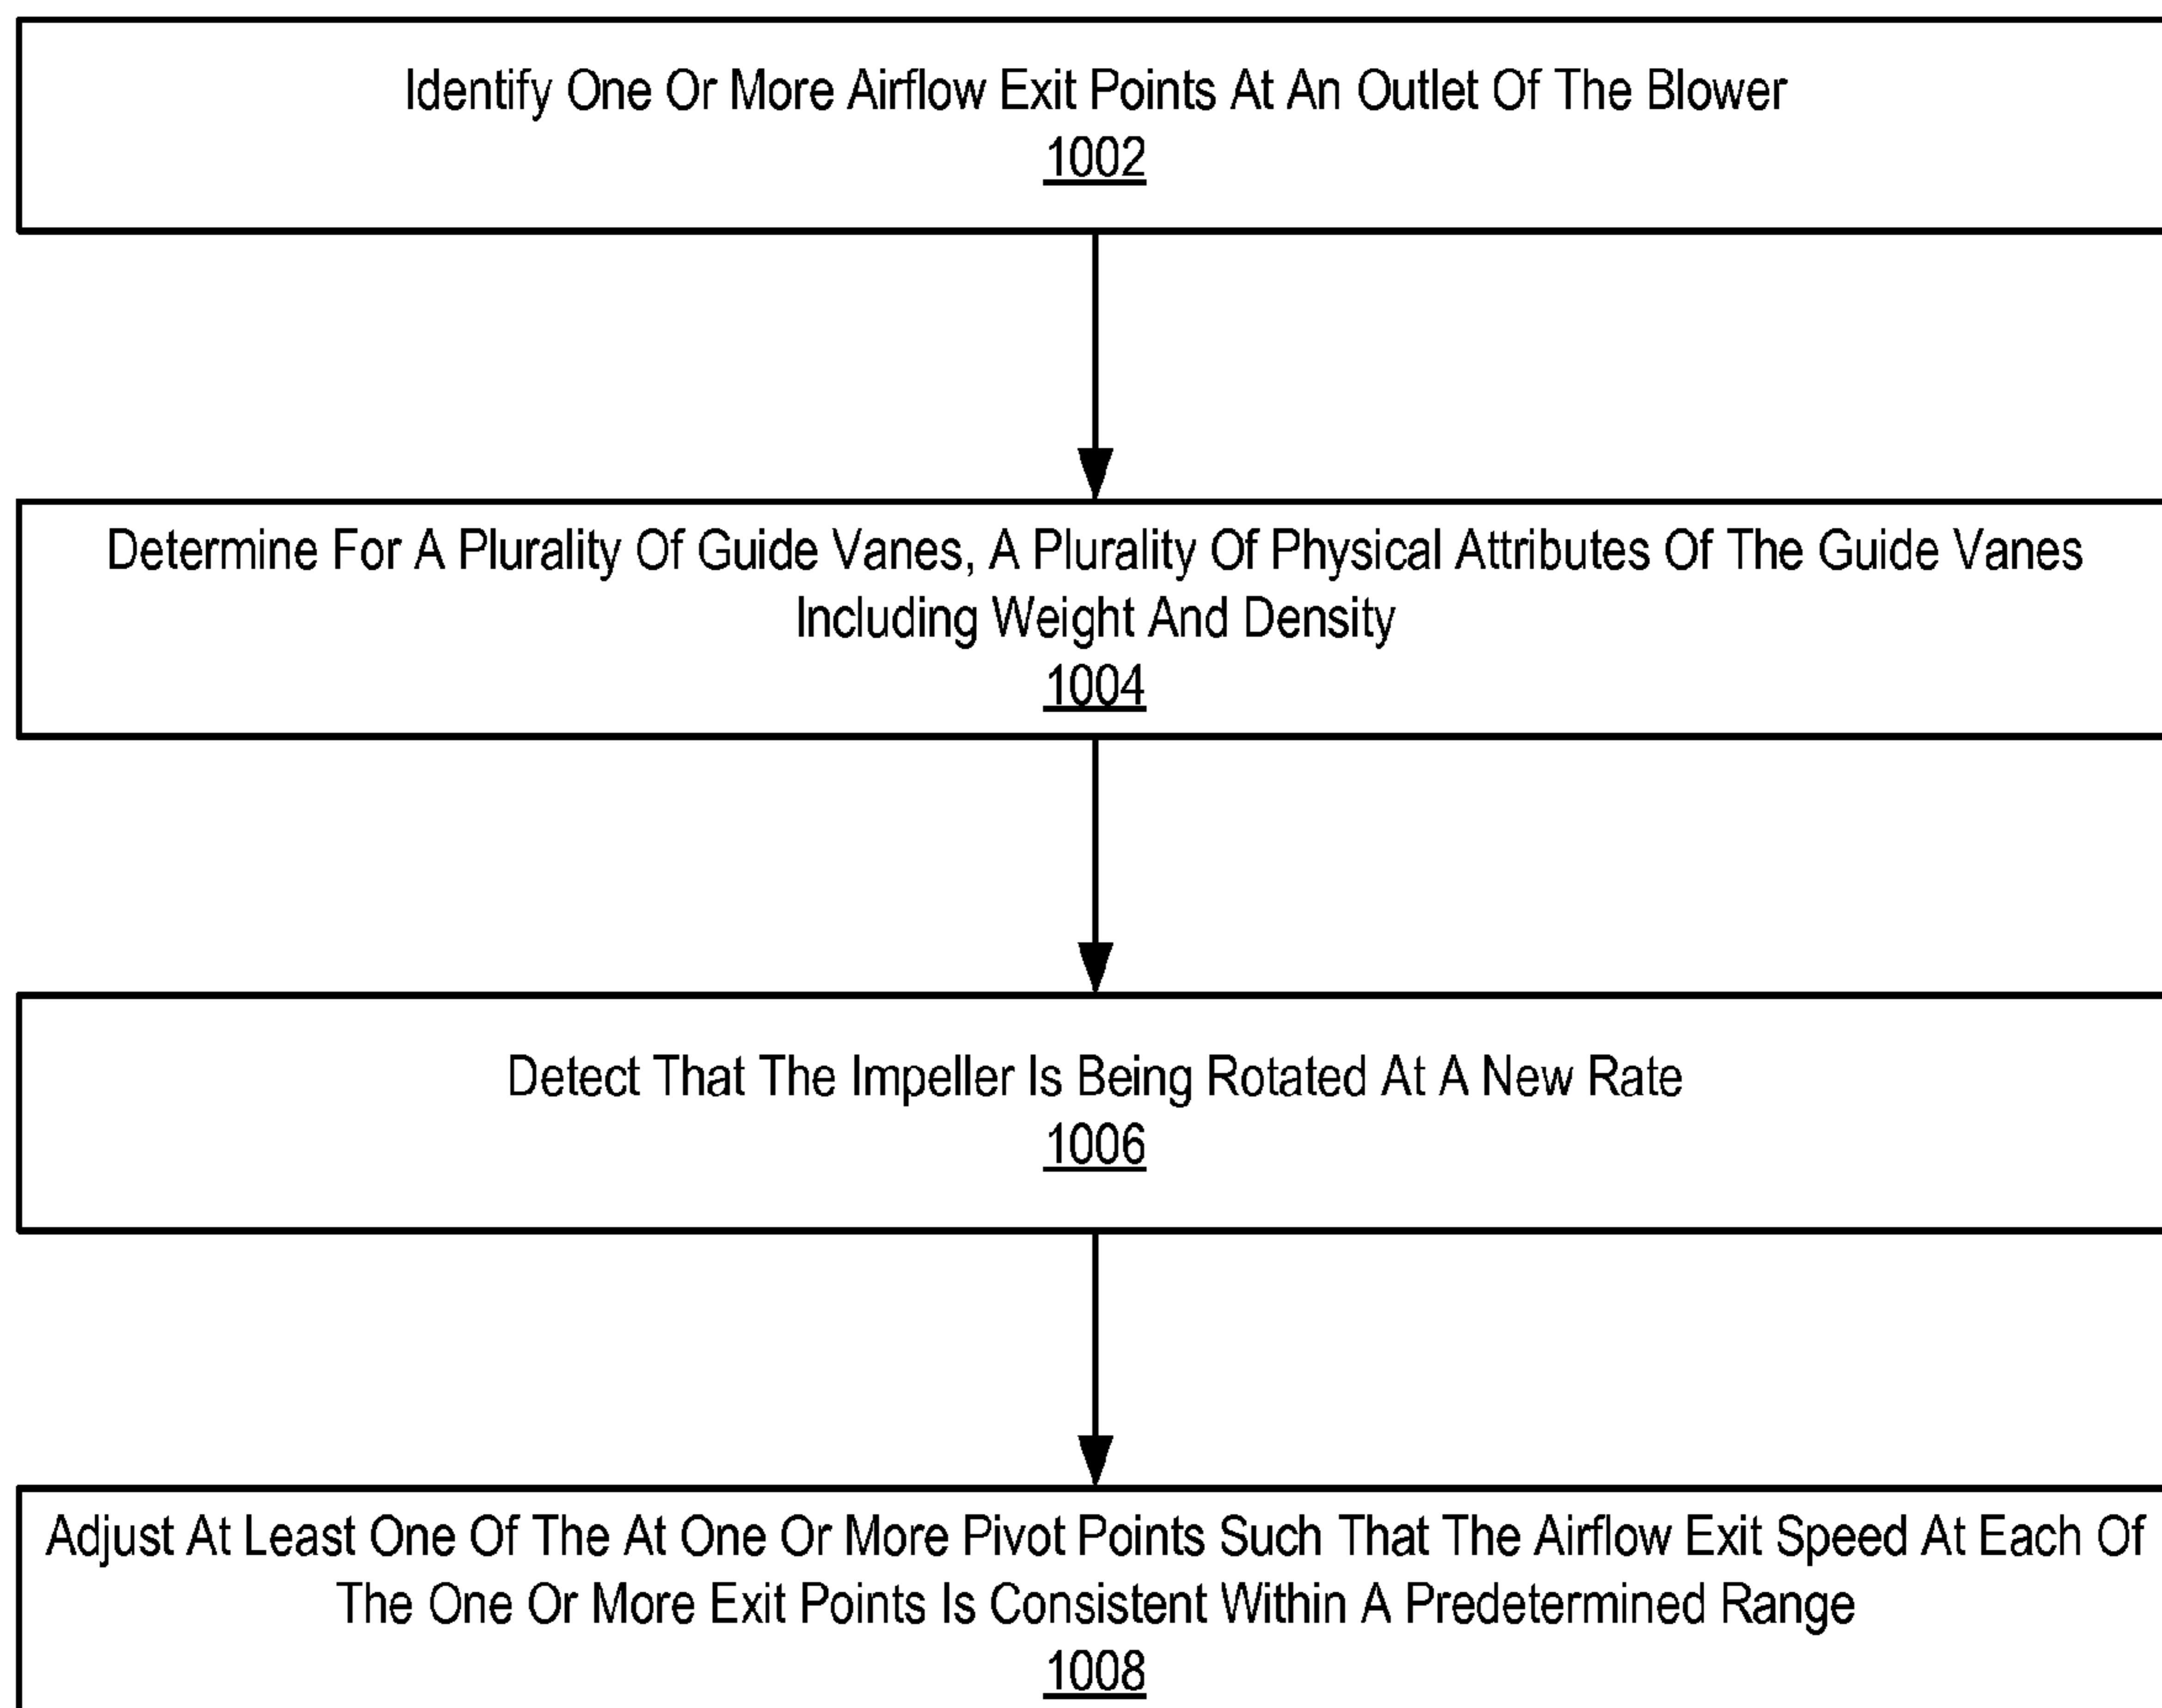 Identify One Or More Airflow Exit Points At An Outlet Of The Blower
1002
Determine For A Plurality Of Guide Vanes, A Plurality Of Physical Attributes Of The Guide Vanes
Including Weight And Density
1004
Detect That The Impeller Is Being Rotated At A New Rate
1006
Adjust At Least One Of The At One Or More Pivot Points Such That The Airflow Exit Speed At Each Of
The One Or More Exit Points Is Consistent Within A Predetermined Range
1008